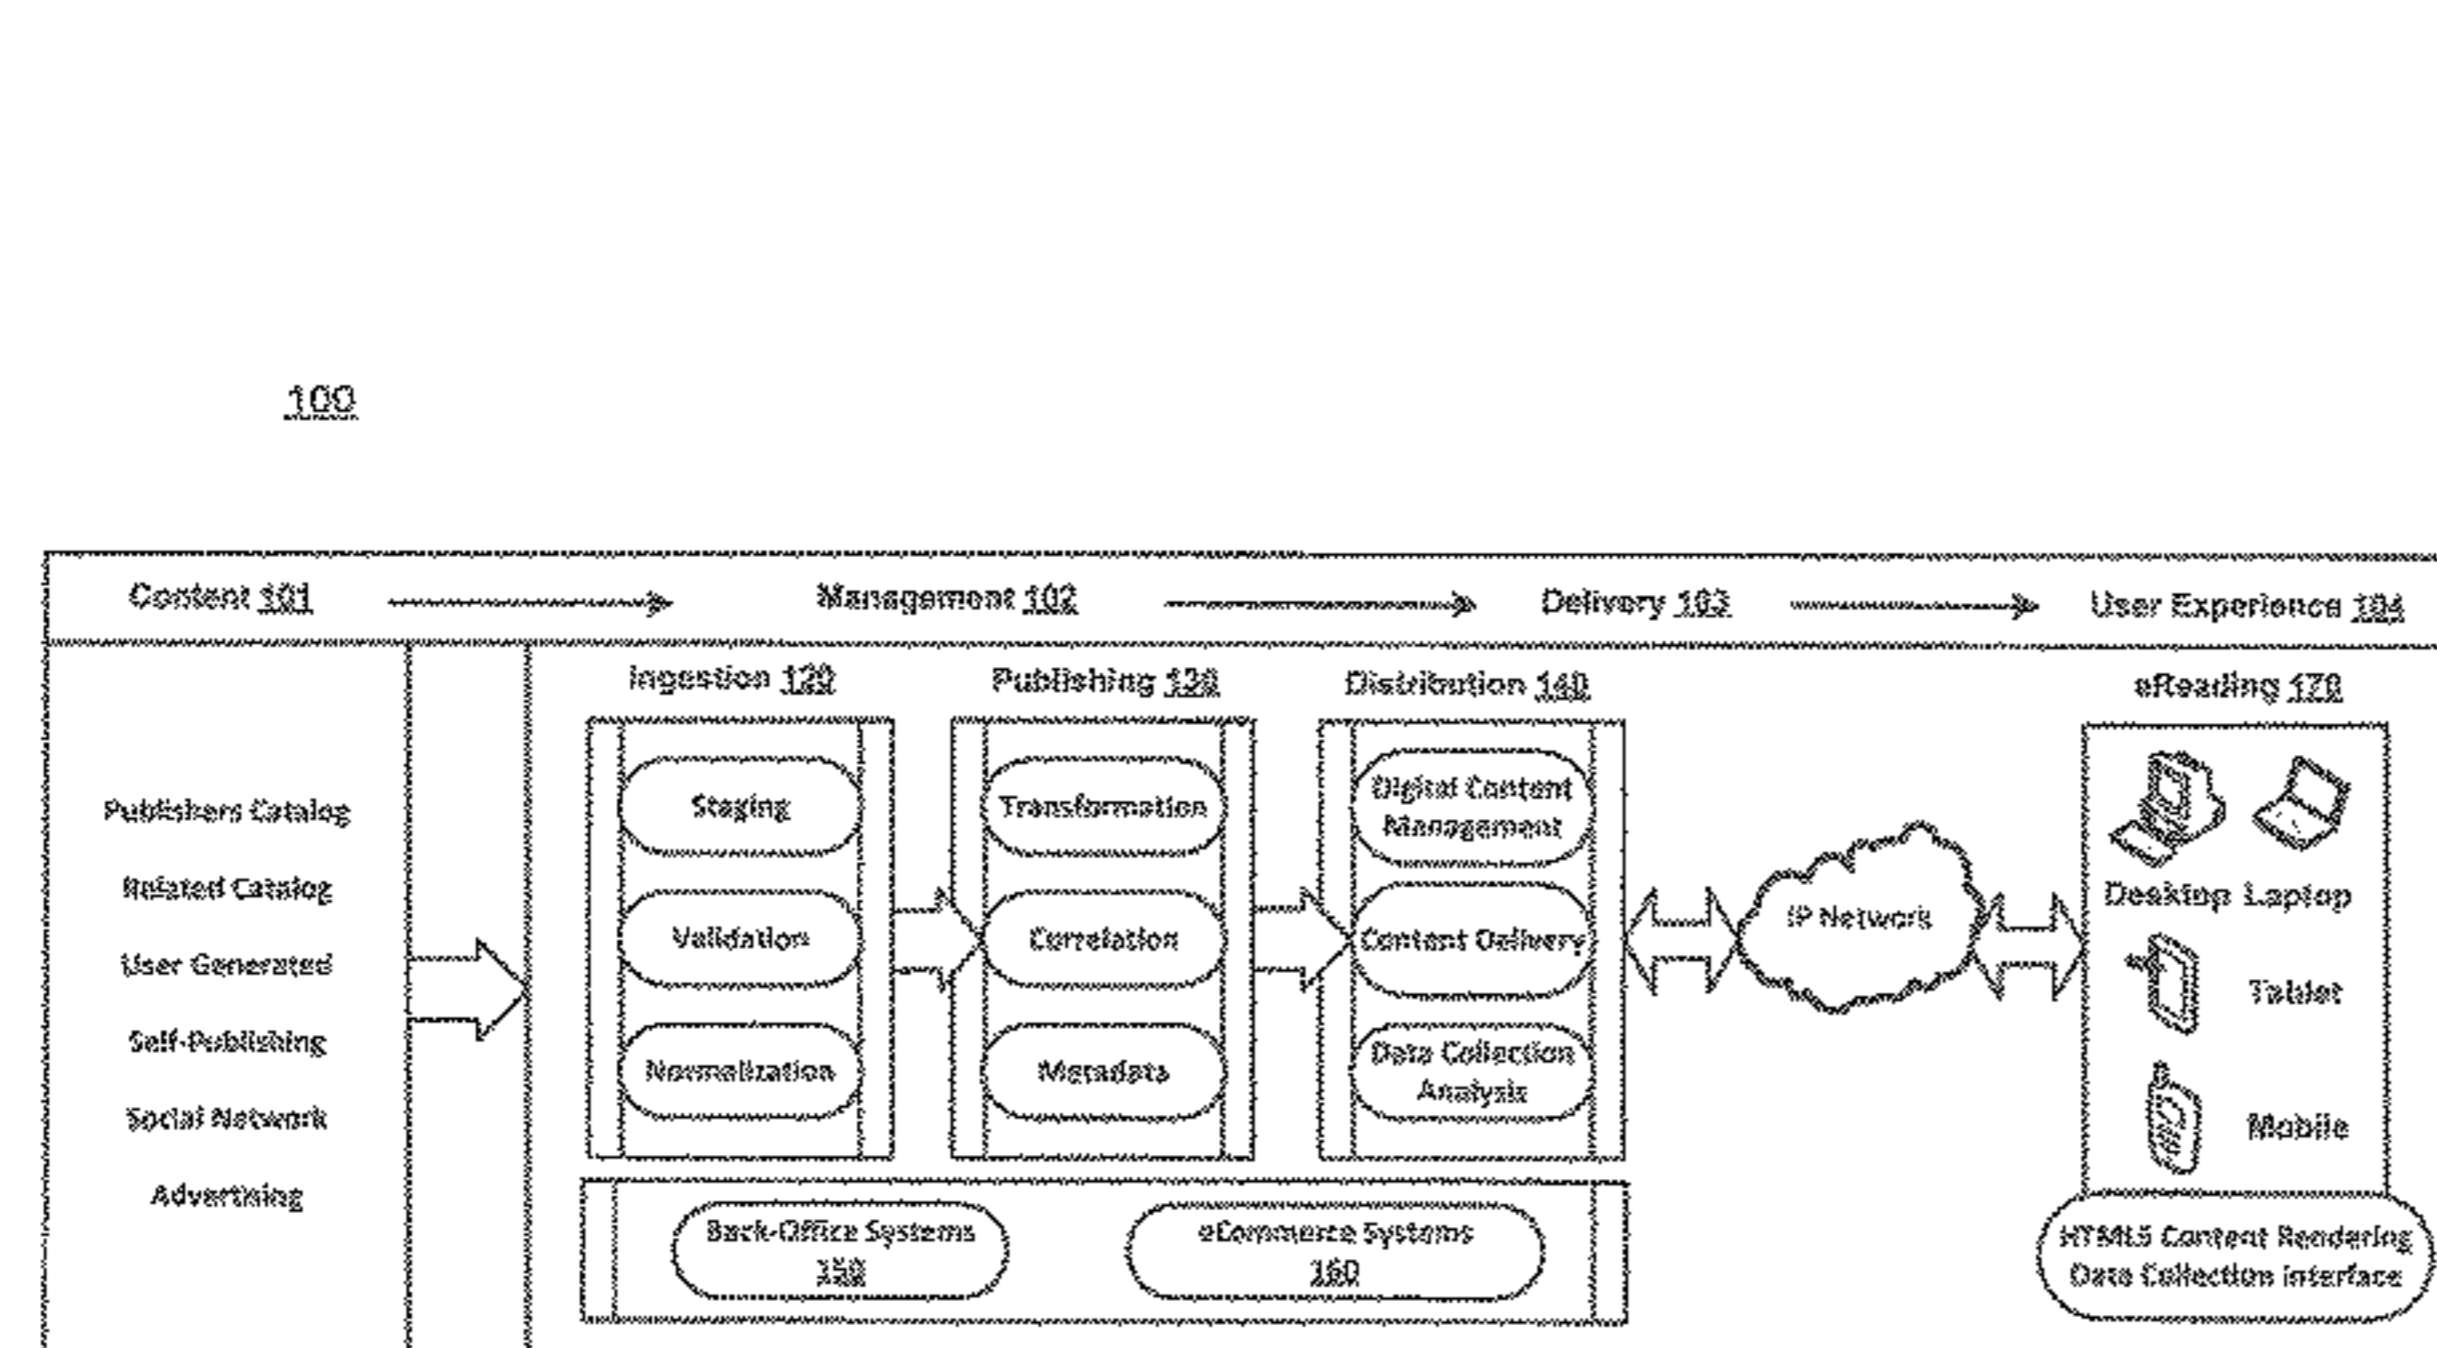 100
Content 101
Management 102
Delivery 103
User Experience 104
Ingestion 120
Publishing 130
Distribution 140
eReading 170
Publishers Catalog
Related Catalog
User Generated
Self-Publishing
Social Network
Advertising
Staging
Validation
Normalization
Transformation
Correlation
Metadata
Digital Content
Management
Content Delivery
Data Collection
Analysis
IP Network
Desktop Laptop
Tablet
Mobile
Back-Office Systems
150
eCommerce Systems
160
HTML5 Content Rendering
Data Collection Interface